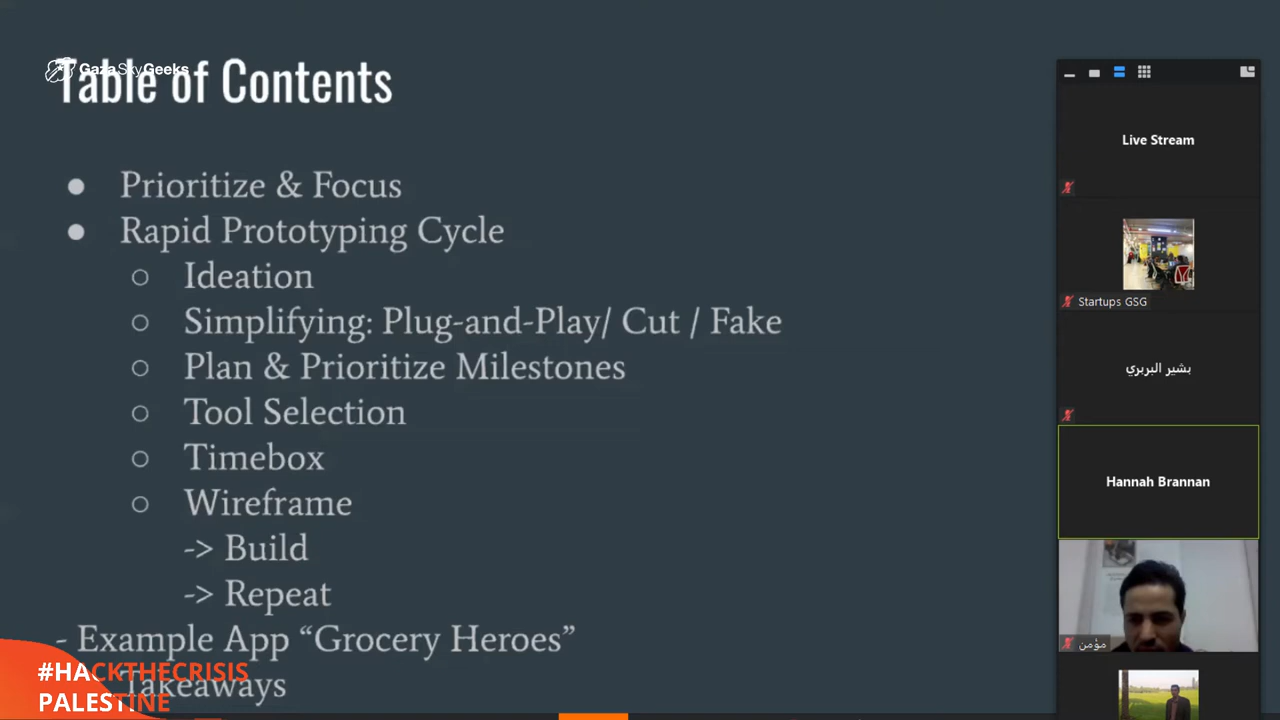 GazaSkyGeeks
Table of Contents
● Prioritize & Focus
● Rapid Prototyping Cycle
○ Ideation
○ Simplifying: Plug-and-Play/ Cut / Fake
○ Plan & Prioritize Milestones
○ Tool Selection
○ Timebox
○ Wireframe
-> Build
-> Repeat
- Example App “Grocery Heroes”
Takeaways
#HACKTHECRISIS
PALESTINE
Live Stream
Startups GSG
بشير البربري
Hannah Brannan
مؤمن